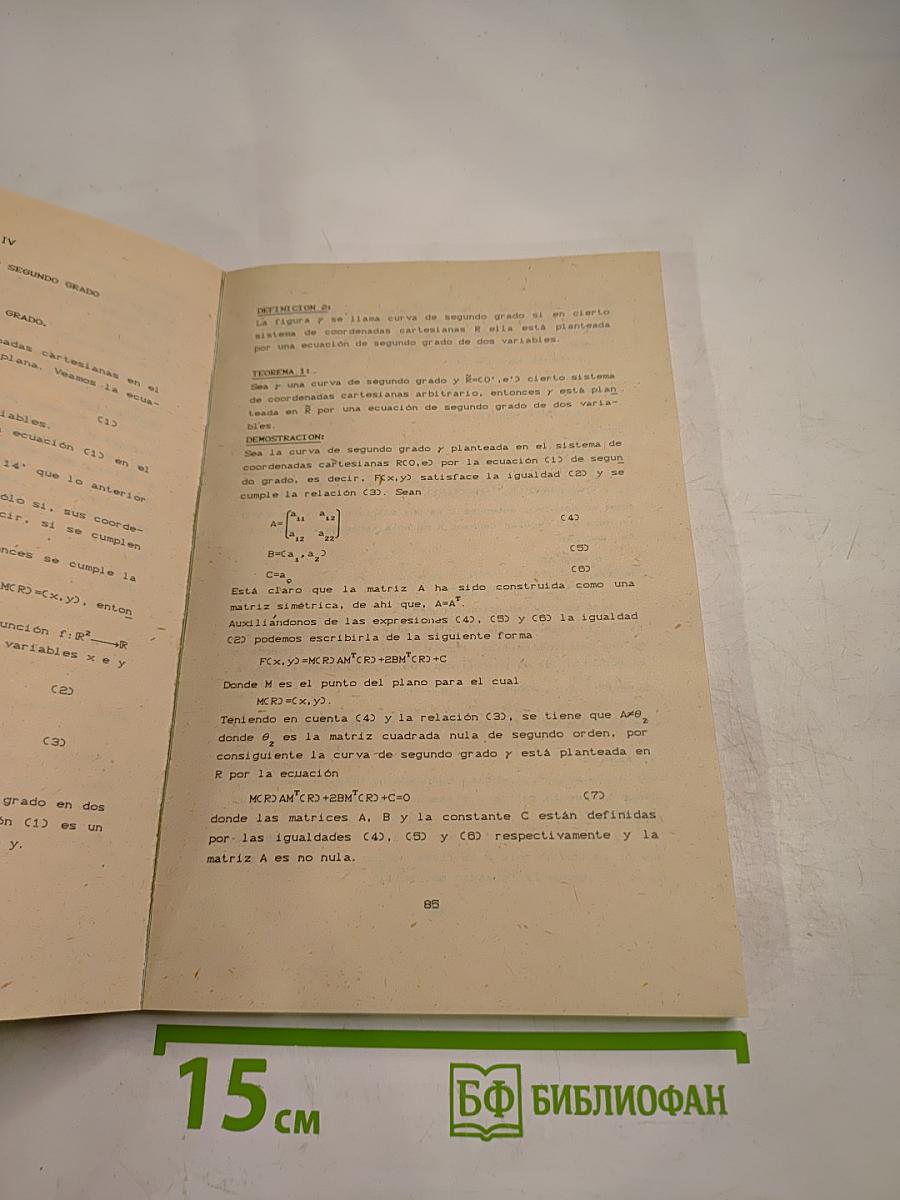 IV
SEGUNDO GRADO
GRADO.
nadas cartesianas en el
plana. Veamos la ecua-
(1)
iables.
ecuación (1) en el
14' que lo anterior
ólo si, sus coorde-
cir, si se cumplen
nces se cumple la
M(R)=(x,y), enton
unción f:ℝ²⟶ℝ
variables x e y
(2)
(3)
grado en dos
ón (1) es un
y.
DEFINICION 2:
La figura γ se llama curva de segundo grado si en cierto
sistema de coordenadas cartesianas R ella está planteada
por una ecuación de segundo grado de dos variables.
TEOREMA 1:
Sea γ una curva de segundo grado y R̃=(O',e') cierto sistema
de coordenadas cartesianas arbitrario, entonces γ está plan
teada en R̃ por una ecuación de segundo grado de dos varia-
bles.
DEMOSTRACION:
Sea la curva de segundo grado γ planteada en el sistema de
coordenadas cartesianas R(O,e) por la ecuación (1) de segun
do grado, es decir, F(x,y) satisface la igualdad (2) y se
cumple la relación (3). Sean
A= a₁₁ a₁₂ (4)
a₁₂ a₂₂
B=(a₁,a₂) (5)
C=a₀ (6)
Está claro que la matriz A ha sido construida como una
matriz simétrica, de ahi que, A=Aᵀ.
Auxiliándonos de las expresiones (4), (5) y (6) la igualdad
(2) podemos escribirla de la siguiente forma
F(x,y)=M(R)AMᵀ(R)+2BMᵀ(R)+C
Donde M es el punto del plano para el cual
M(R)=(x,y).
Teniendo en cuenta (4) y la relación (3), se tiene que A≠θ₂
donde θ₂ es la matriz cuadrada nula de segundo orden, por
consiguiente la curva de segundo grado γ está planteada en
R por la ecuación
M(R)AMᵀ(R)+2BMᵀ(R)+C=0 (7)
donde las matrices A, B y la constante C están definidas
por las igualdades (4), (5) y (6) respectivamente y la
matriz A es no nula.
85
15 см
БФ БИБЛИОФАН